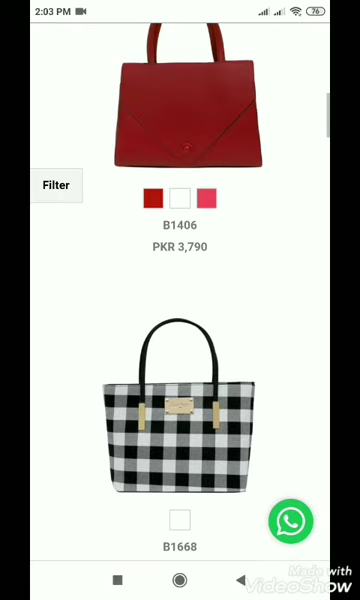 2:03 PM
76
Filter
B1406
PKR 3,790
B1668
Made with
VideoShow